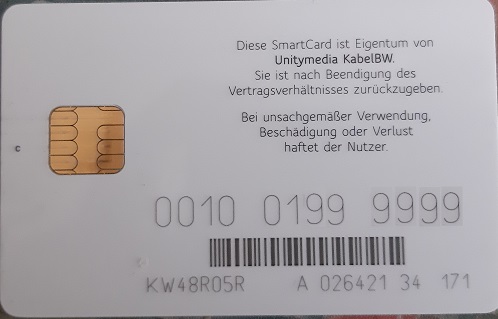 Diese SmartCard ist Eigentum von
Unitymedia KabelBW.
Sie ist nach Beendigung des
Vertragsverhältnisses zurückzugeben.
Bei unsachgemäßer Verwendung,
Beschädigung oder Verlust
haftet der Nutzer.
c
0010 0199 9999
KW48R05R A 026421 34 171